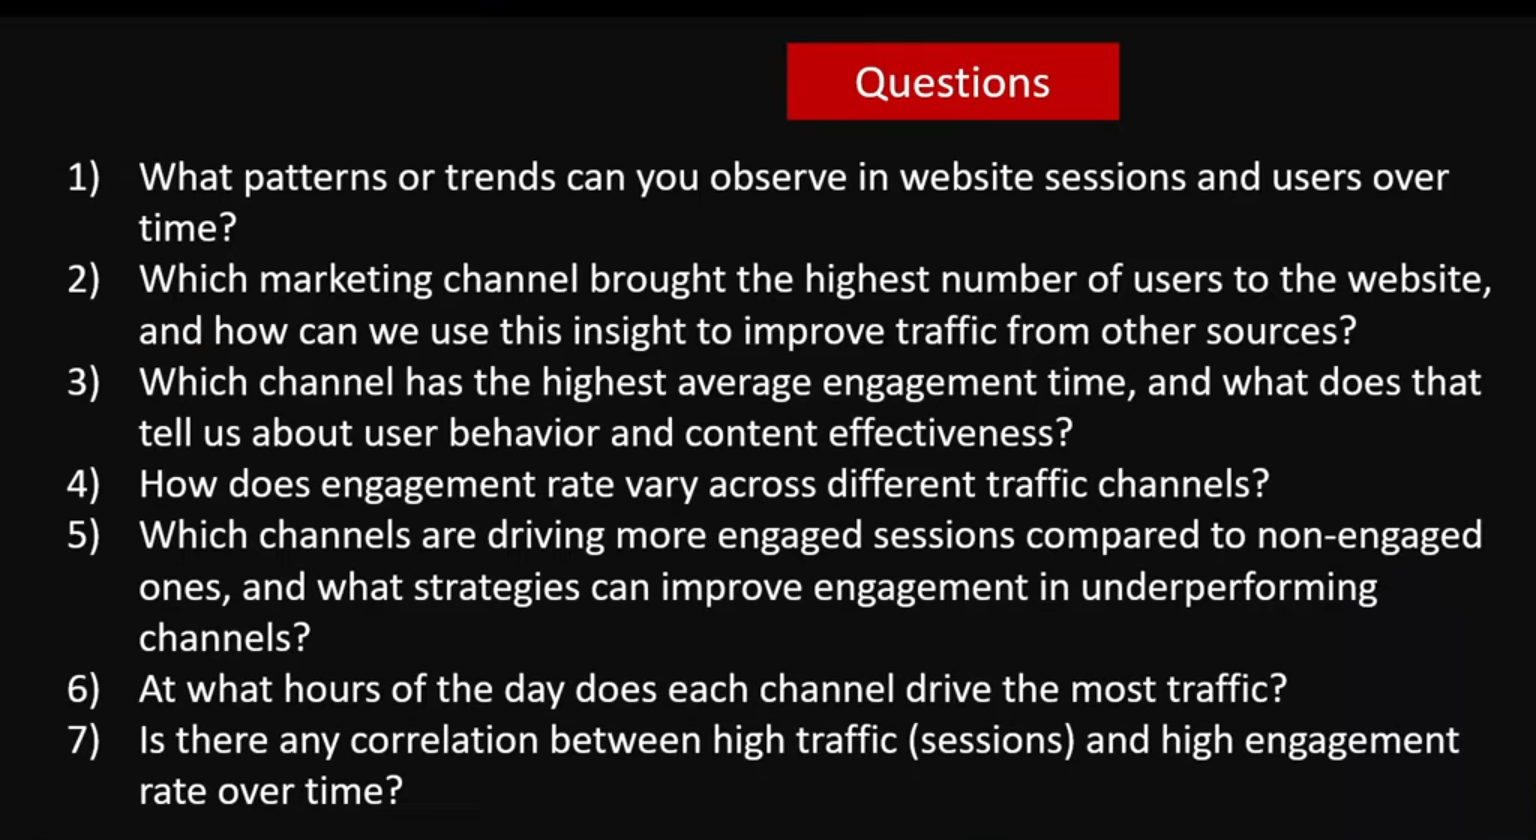 Questions
1) What patterns or trends can you observe in website sessions and users over
time?
2) Which marketing channel brought the highest number of users to the website,
and how can we use this insight to improve traffic from other sources?
3) Which channel has the highest average engagement time, and what does that
tell us about user behavior and content effectiveness?
4) How does engagement rate vary across different traffic channels?
5) Which channels are driving more engaged sessions compared to non-engaged
ones, and what strategies can improve engagement in underperforming
channels?
6) At what hours of the day does each channel drive the most traffic?
7) Is there any correlation between high traffic (sessions) and high engagement
rate over time?